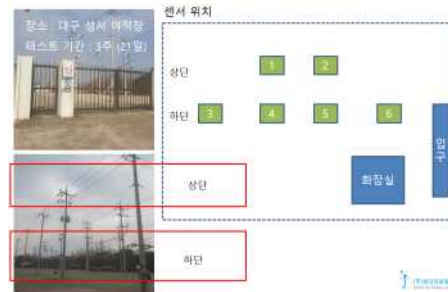 장소 : 대구 성서 야적장
테스트 기간 : 3주 (21일)
센서 위치
상단
1
2
하단
3
4
5
6
입구
화장실
상단
하단